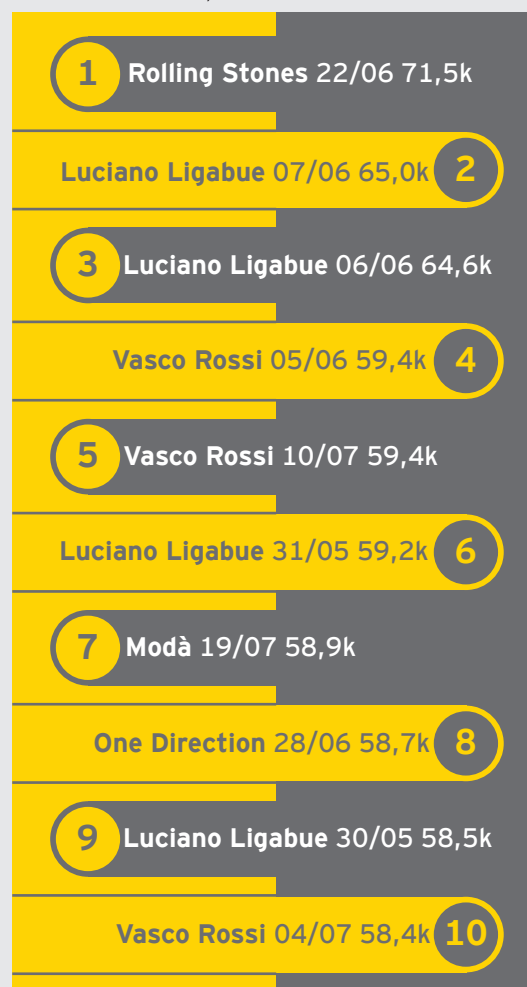 1 Rolling Stones 22/06 71,5k
Luciano Ligabue 07/06 65,0k 2
3 Luciano Ligabue 06/06 64,6k
Vasco Rossi 05/06 59,4k 4
5 Vasco Rossi 10/07 59,4k
Luciano Ligabue 31/05 59,2k 6
7 Modà 19/07 58,9k
One Direction 28/06 58,7k 8
9 Luciano Ligabue 30/05 58,5k
Vasco Rossi 04/07 58,4k 10